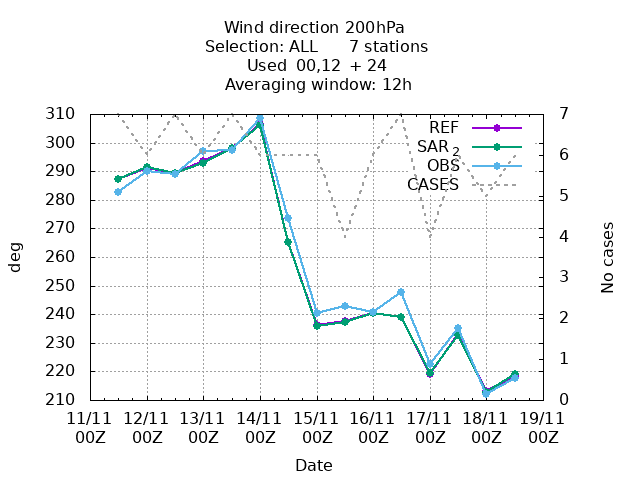 Wind direction 200hPa
Selection: ALL 7 stations
Used 00,12 + 24
Averaging window: 12h
310 7
300 REF
SAR 2
290 OBS 6
CASES
280 5
270
260 4
deg No cases
250 3
240 2
230
220 1
210 0
11/11 12/11 13/11 14/11 15/11 16/11 17/11 18/11 19/11
00Z 00Z 00Z 00Z 00Z 00Z 00Z 00Z 00Z
Date